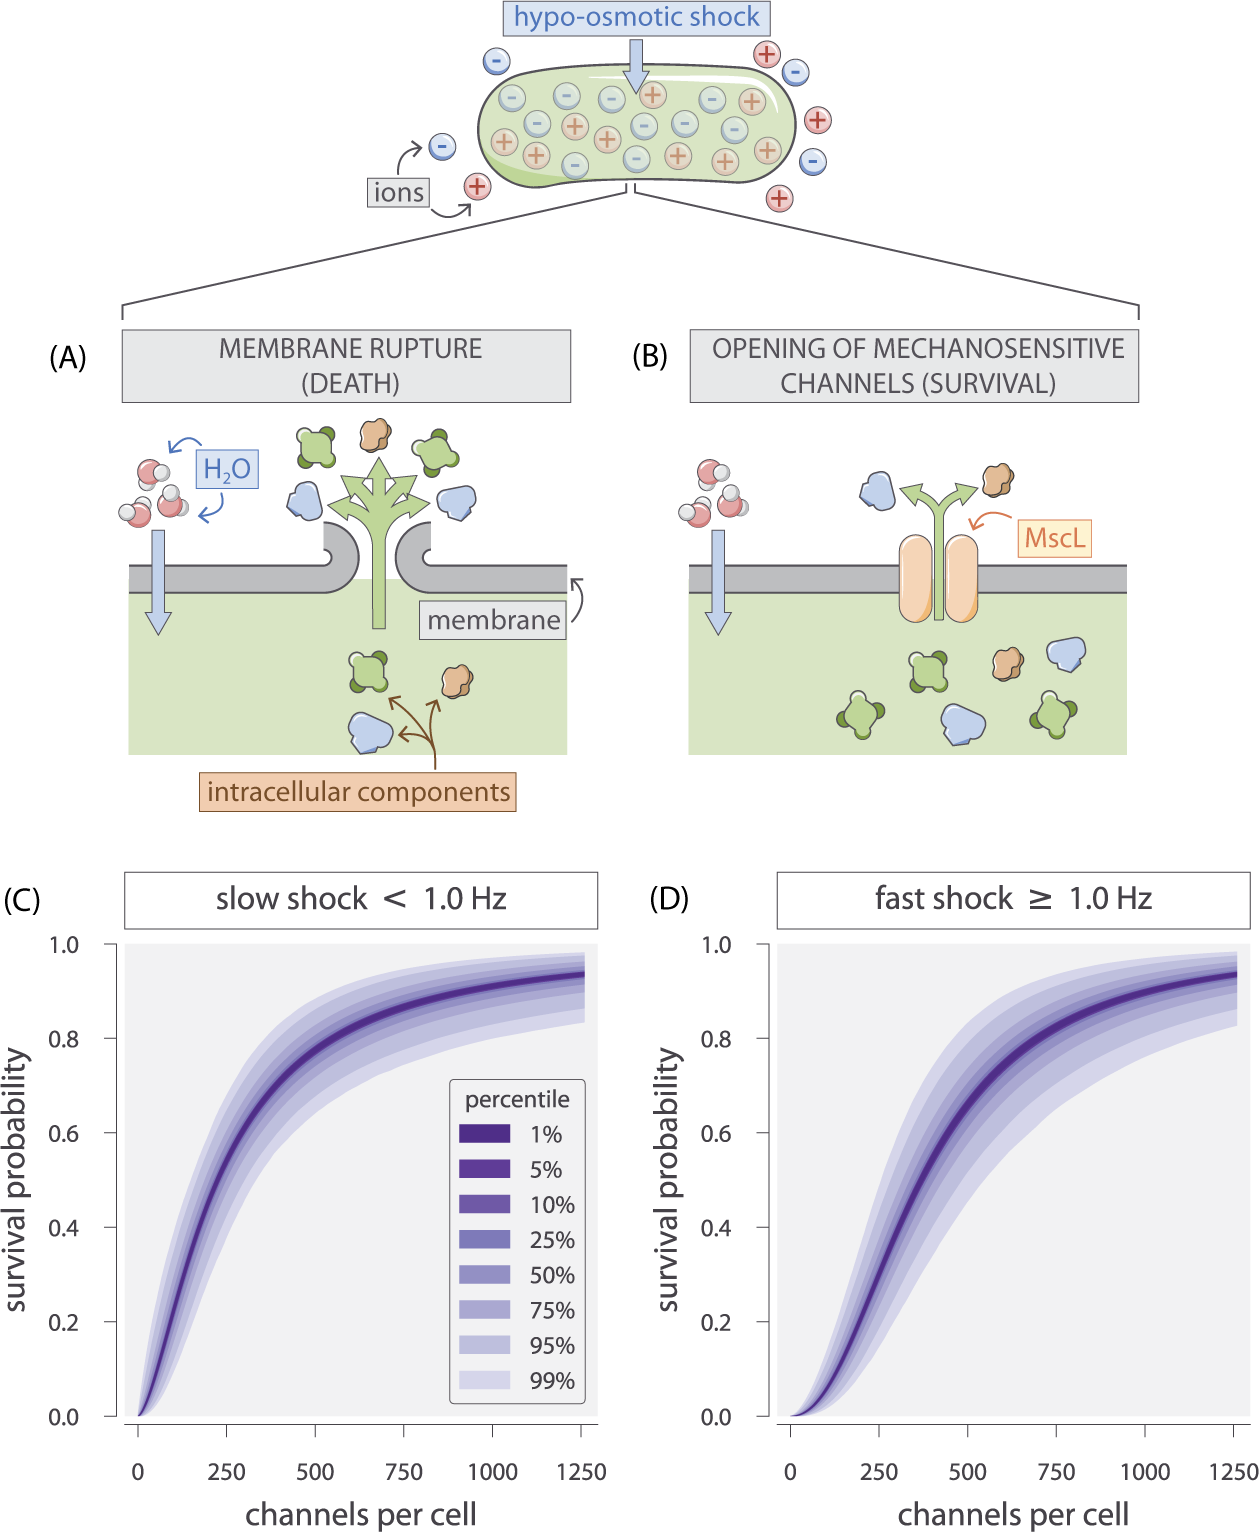 hypo-osmotic shock
ions
(A)
MEMBRANE RUPTURE
(DEATH)
(B)
OPENING OF MECHANOSENSITIVE
CHANNELS (SURVIVAL)
H₂O
MscL
membrane
intracellular components
(C)
slow shock < 1.0 Hz
survival probability
1.0
0.8
0.6
0.4
0.2
0.0
percentile
1%
5%
10%
25%
50%
75%
95%
99%
0 250 500 750 1000 1250
channels per cell
(D)
fast shock ≥ 1.0 Hz
survival probability
1.0
0.8
0.6
0.4
0.2
0.0
0 250 500 750 1000 1250
channels per cell